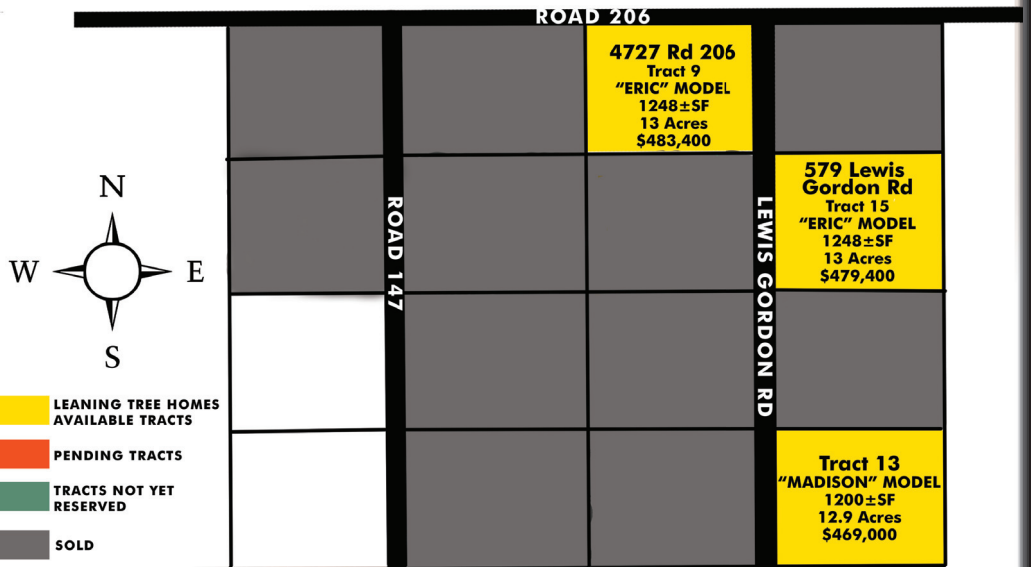 ROAD 206
4727 Rd 206
Tract 9
“ERIC” MODEL
1248±SF
13 Acres
$483,400
579 Lewis
Gordon Rd
Tract 15
“ERIC” MODEL
1248±SF
13 Acres
$479,400
ROAD 147
LEWIS GORDON RD
N
W
E
S
LEANING TREE HOMES
AVAILABLE TRACTS
PENDING TRACTS
TRACTS NOT YET
RESERVED
SOLD
Tract 13
“MADISON” MODEL
1200±SF
12.9 Acres
$469,000